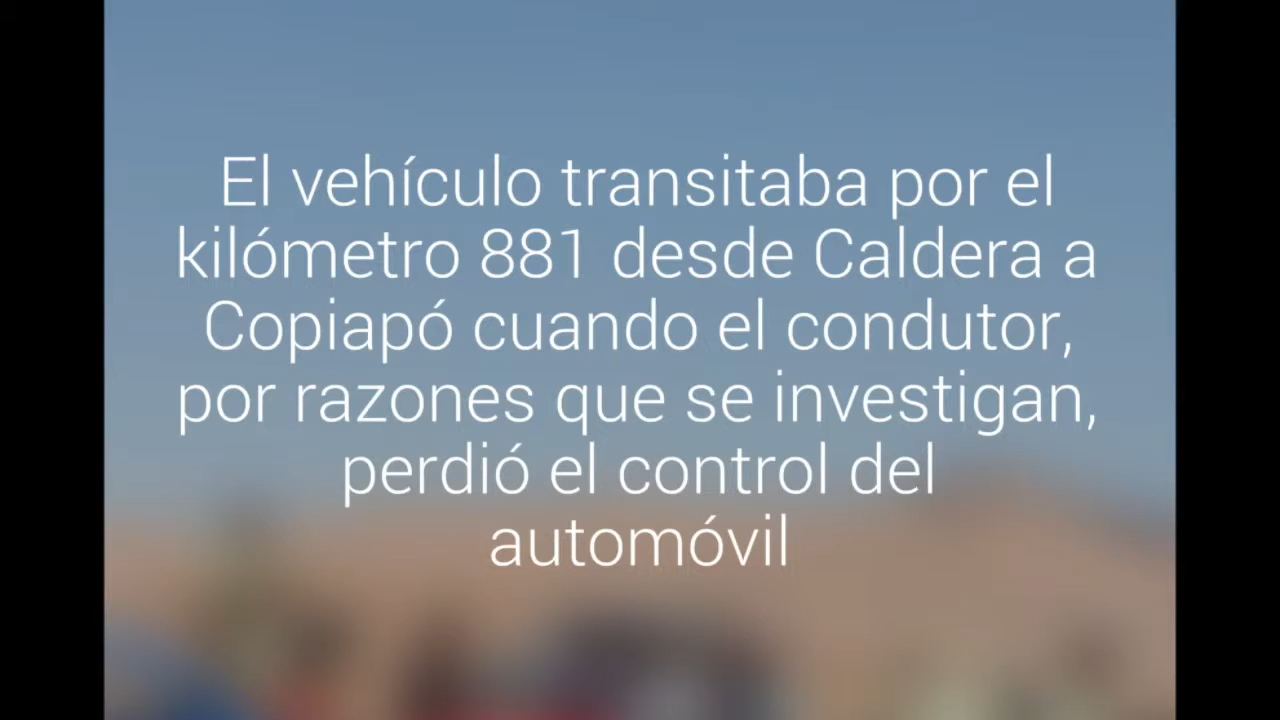 El vehículo transitaba por el
kilómetro 881 desde Caldera a
Copiapó cuando el condutor,
por razones que se investigan,
perdió el control del
automóvil